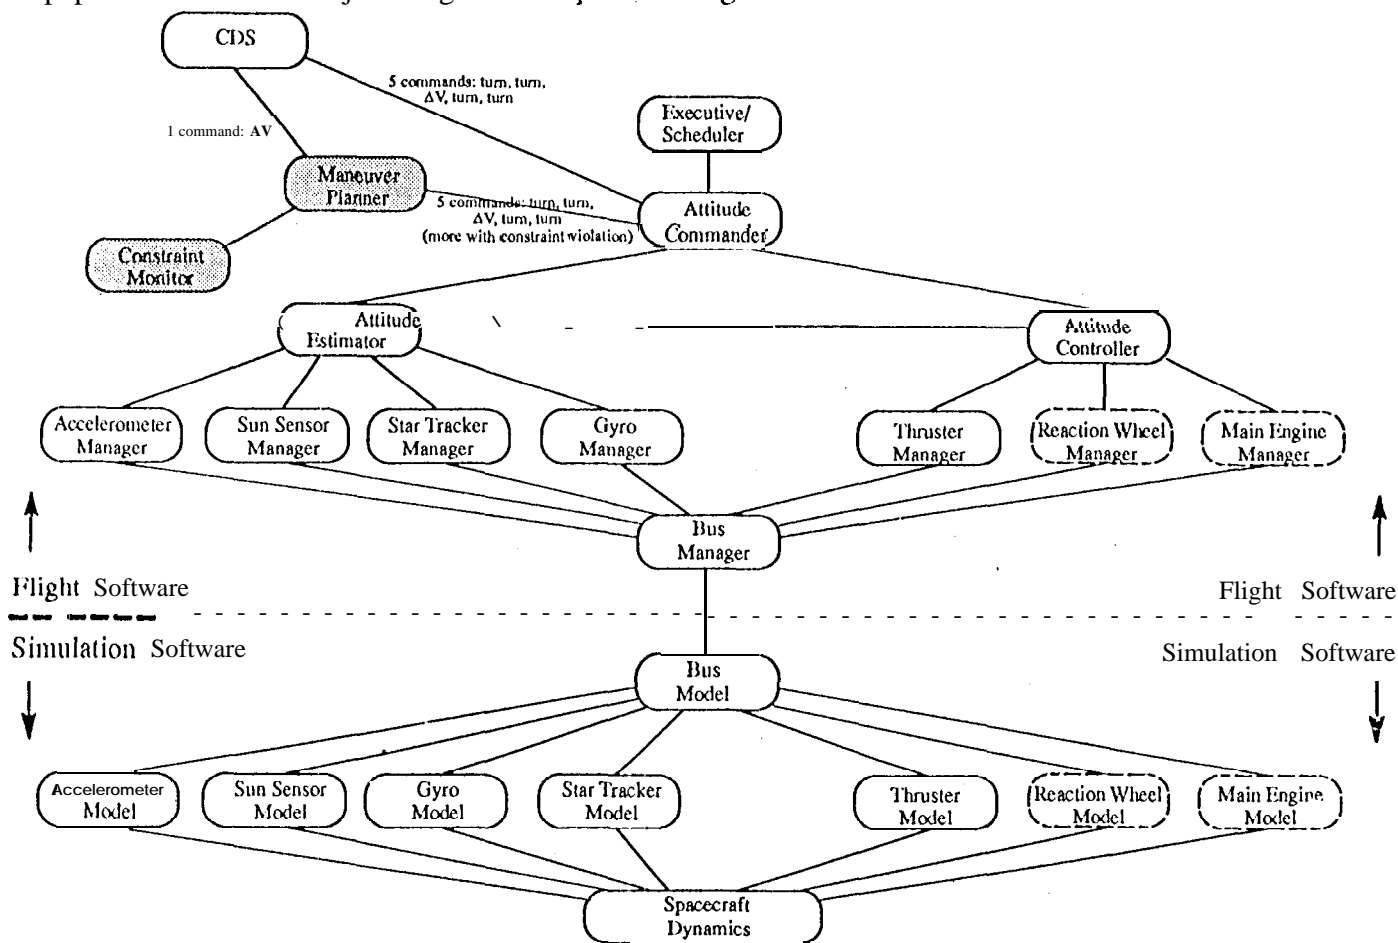 CDS
5 commands: turn, turn,
ΔV, turn, turn
Executive/
Scheduler
1 command: AV
Maneuver
Planner
5 commands: turn, turn,
ΔV, turn, turn
(more with constraint violation)
Attitude
Commander
Constraint
Monitor
Attitude
Estimator
Attitude
Controller
Accelerometer
Manager
Sun Sensor
Manager
Star Tracker
Manager
Gyro
Manager
Thruster
Manager
Reaction Wheel
Manager
Main Engine
Manager
Bus
Manager
Flight Software
Flight Software
Simulation Software
Simulation Software
Bus
Model
Accelerometer
Model
Sun Sensor
Model
Gyro
Model
Star Tracker
Model
Thruster
Model
Reaction Wheel
Model
Main Engine
Model
Spacecraft
Dynamics